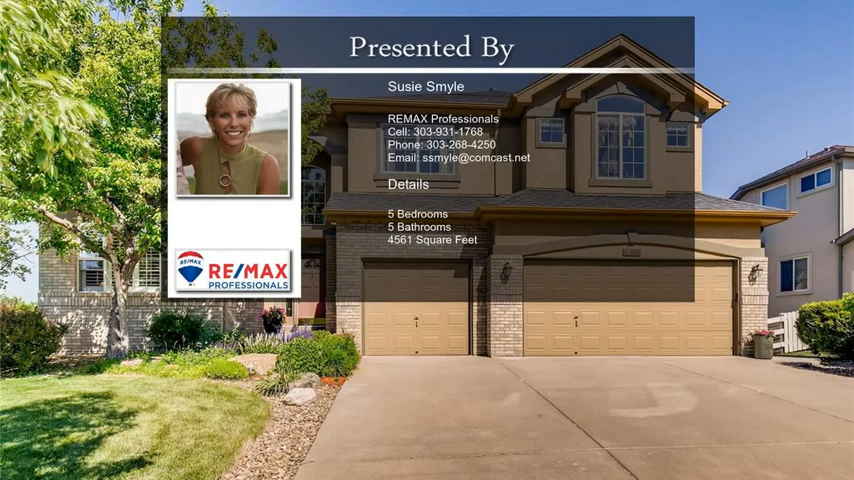 Presented By
Susie Smyle
REMAX Professionals
Cell: 303-931-1768
Phone: 303-268-4250
Email: ssmyle@comcast.net
Details
5 Bedrooms
5 Bathrooms
4561 Square Feet
RE/MAX
RE/MAX
PROFESSIONALS